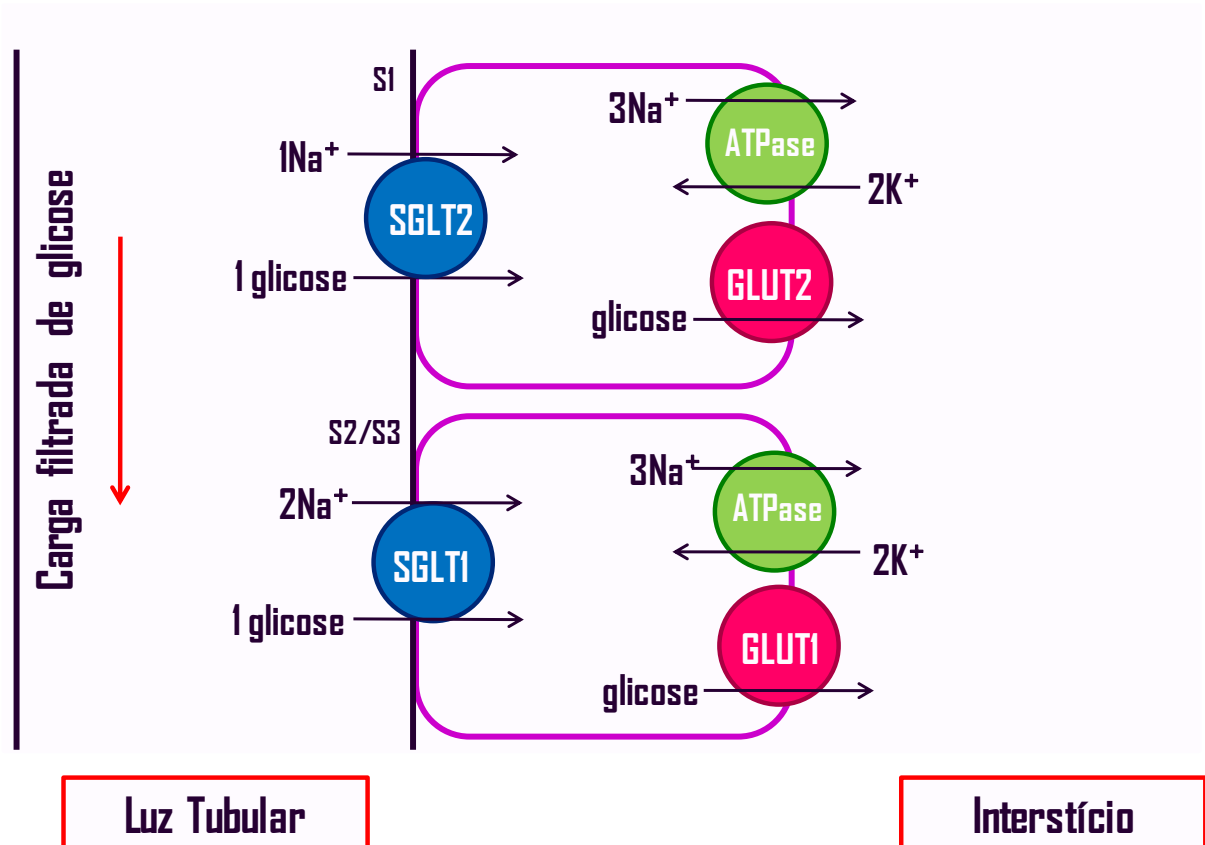 Carga filtrada de glicose
S1
1Na⁺
SGLT2
1 glicose
3Na⁺
ATPase
2K⁺
GLUT2
glicose
S2/S3
2Na⁺
SGLT1
1 glicose
3Na⁺
ATPase
2K⁺
GLUT1
glicose
Luz Tubular
Interstício